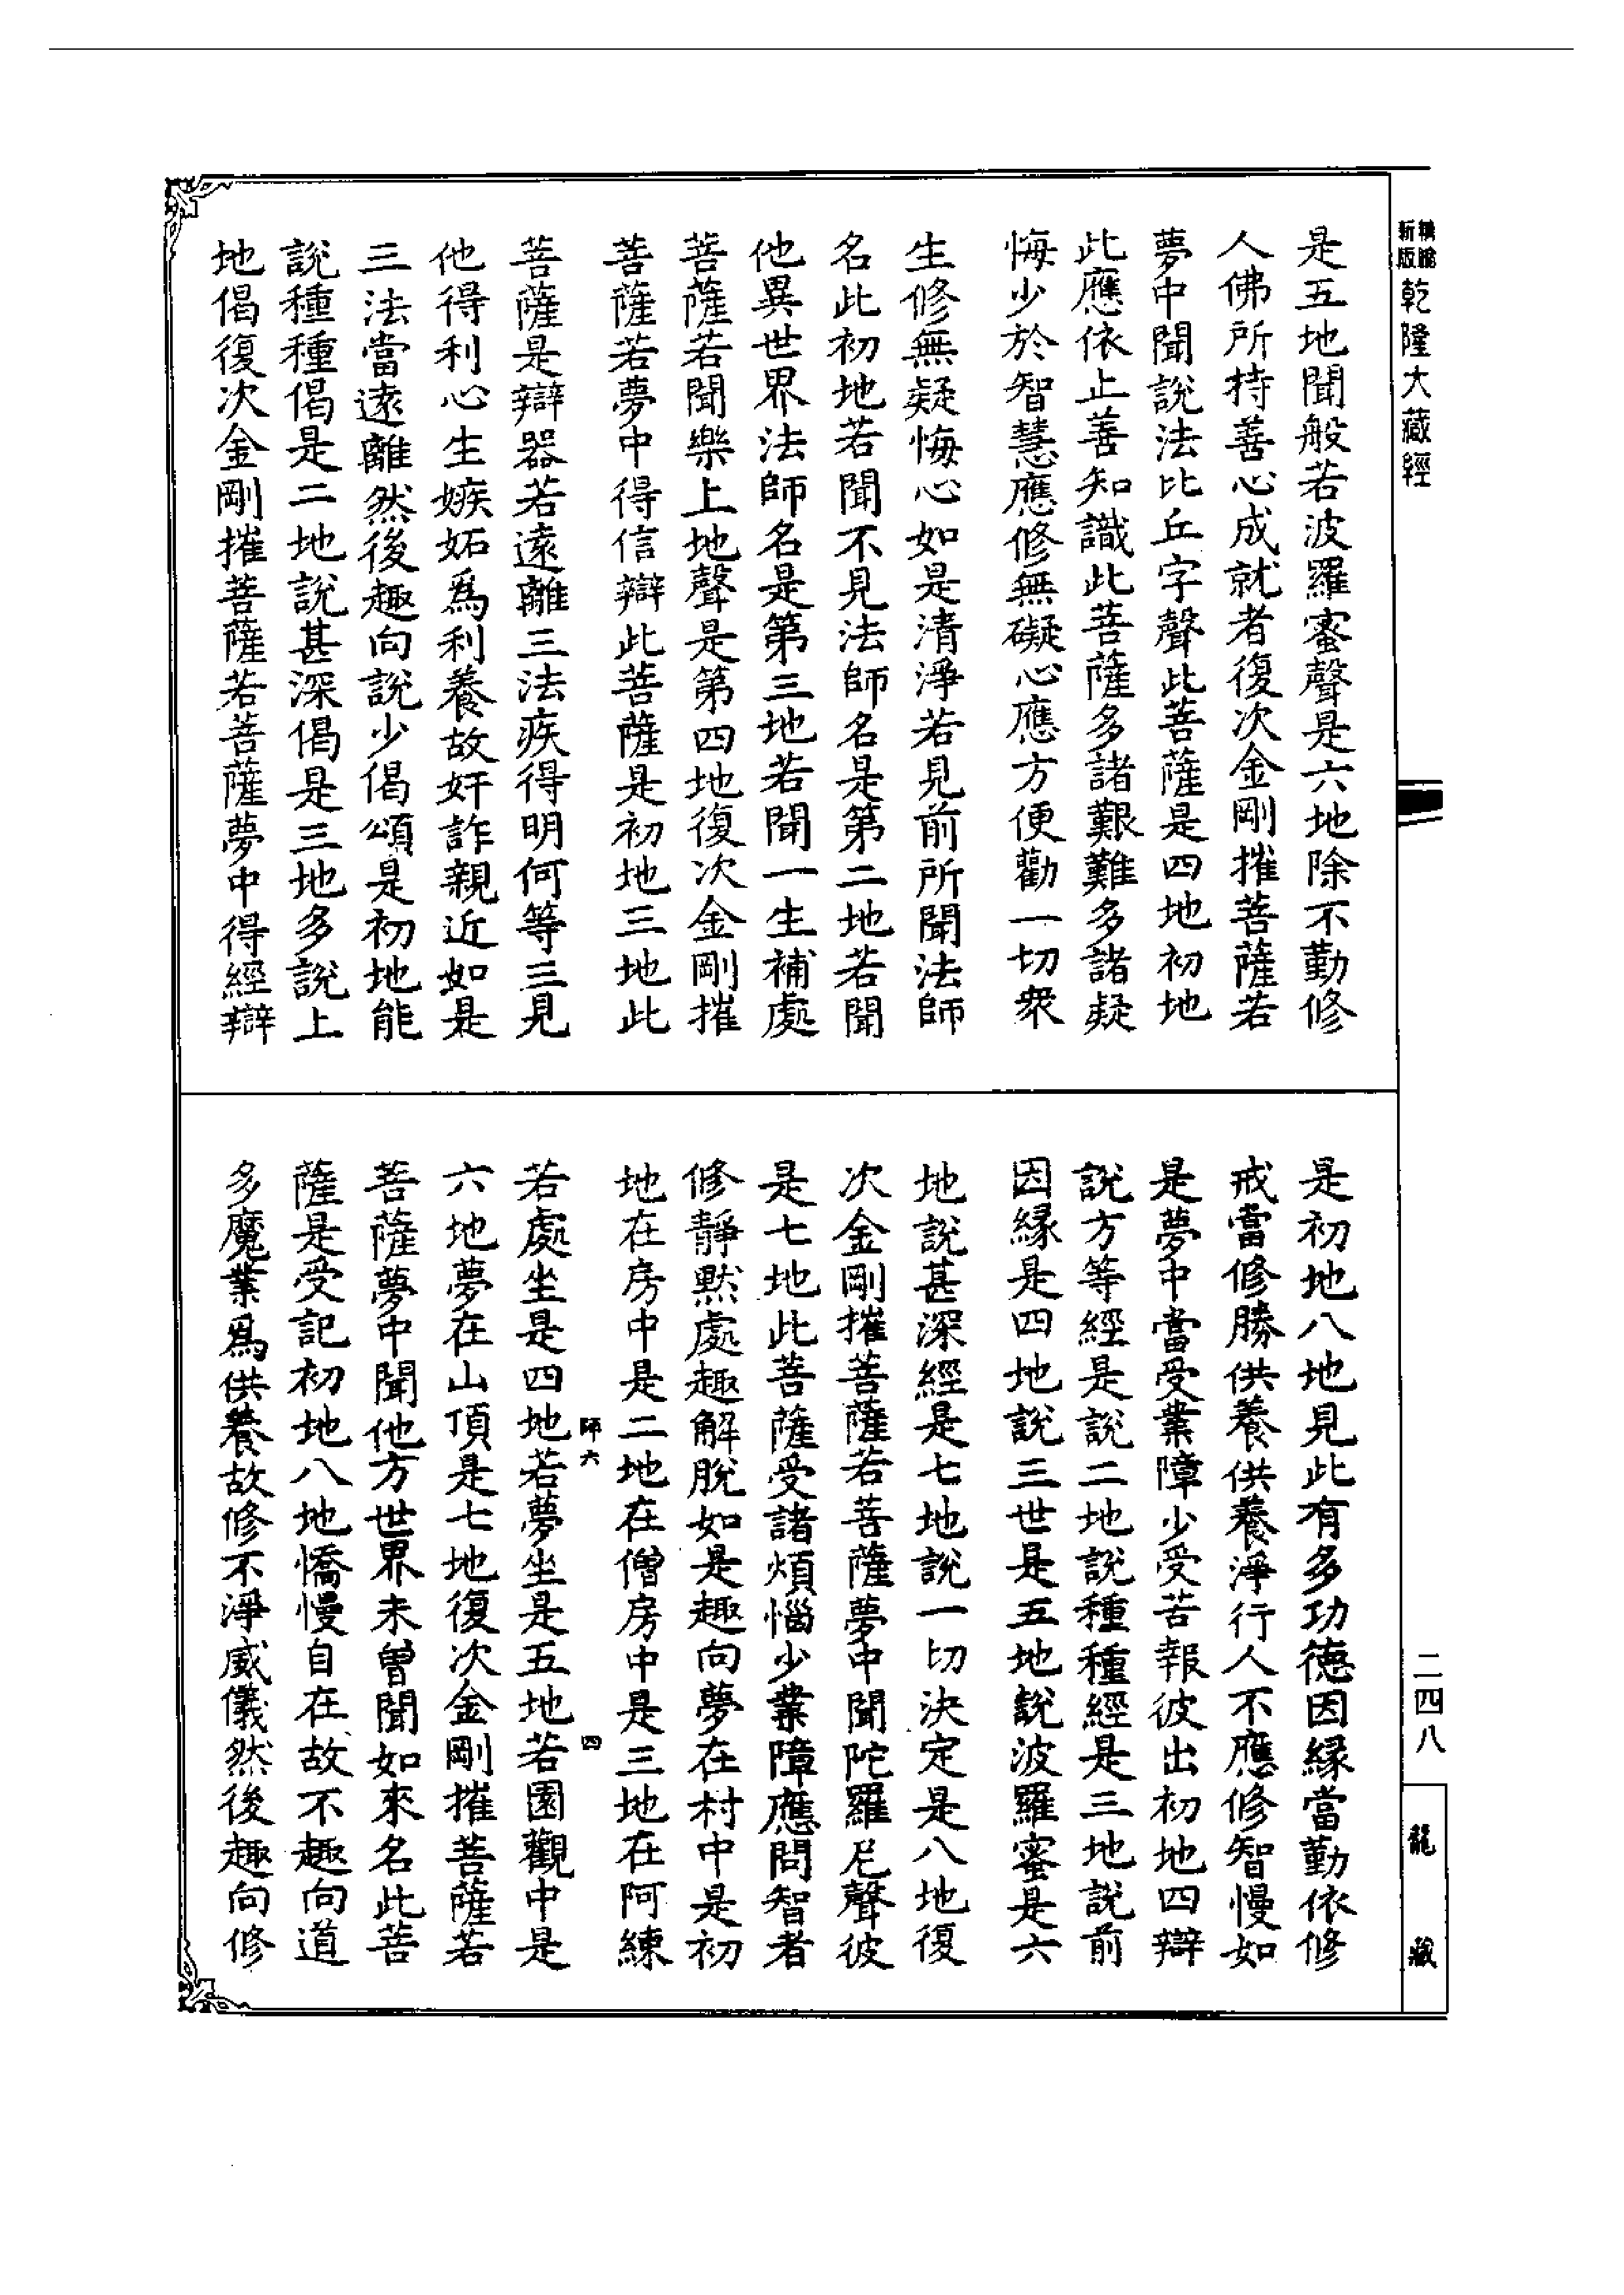 新版
精縮
乾隆大藏經
是五地聞般若波羅蜜聲是六地除不勤修
人佛所持善心成就者復次金剛摧菩薩若
夢中聞說法比丘字聲此菩薩是四地初地
此應依止善知識此菩薩多諸艱難多諸疑
悔少於智慧應修無礙心應方便勸一切衆
生修無疑悔心如是清淨若見前所聞法師
名此初地若聞不見法師名是第二地若聞
他異世界法師名是第三地若聞一生補處
菩薩若聞樂上地聲是第四地復次金剛摧
菩薩若夢中得信辯此菩薩是初地三地此
菩薩是辯器若遠離三法疾得明何等三見
他得利心生嫉妬爲利養故奸詐親近如是
三法當遠離然後趣向說少偈頌是初地能
說種種偈是二地說甚深偈是三地多說上
地偈復次金剛摧菩薩若菩薩夢中得經辯
是初地八地見此有多功德因緣當勤依修
戒當修勝供養供養淨行人不應修智慢如
是夢中當受業障少受苦報彼出初地四辯
說方等經是說二地說種種經是三地說前
因緣是四地說三世是五地說波羅蜜是六
地說甚深經是七地說一切決定是八地復
次金剛摧菩薩若菩薩夢中聞陀羅尼聲彼
是七地此菩薩受諸煩惱少業障應問智者
修靜默處趣解脫如是趣向夢在村中是初
地在房中是二地在僧房中是三地在阿練
師六
四
若處坐是四地若夢坐是五地若園觀中是
六地夢在山頂是七地復次金剛摧菩薩若
菩薩夢中聞他方世界未曾聞如來名此菩
薩是受記初地八地憍慢自在故不趣向道
多魔業爲供養故修不淨威儀然後趣向修
二四八
龍藏